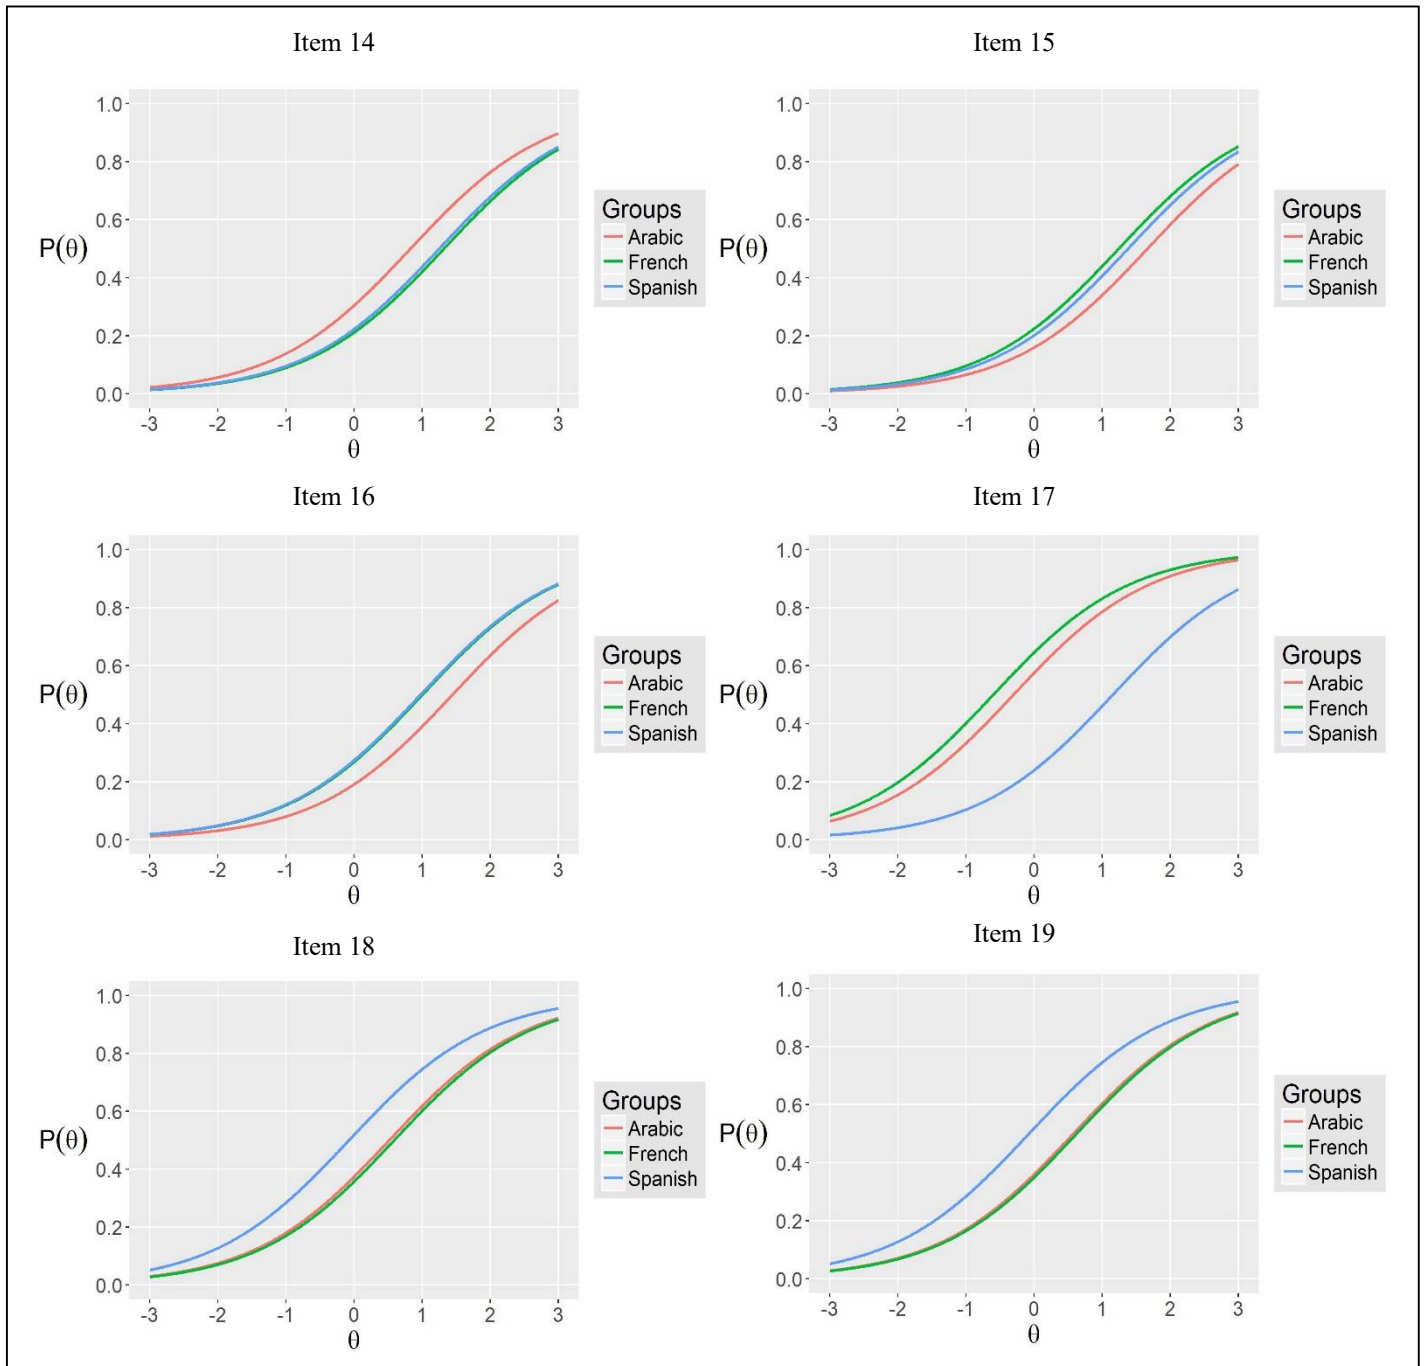 Item 14
1.0
0.8
0.6
P(θ)
0.4
0.2
0.0
-3 -2 -1 0 1 2 3
θ
Groups
Arabic
French
Spanish
Item 15
1.0
0.8
0.6
P(θ)
0.4
0.2
0.0
-3 -2 -1 0 1 2 3
θ
Groups
Arabic
French
Spanish
Item 16
1.0
0.8
0.6
P(θ)
0.4
0.2
0.0
-3 -2 -1 0 1 2 3
θ
Groups
Arabic
French
Spanish
Item 17
1.0
0.8
0.6
P(θ)
0.4
0.2
0.0
-3 -2 -1 0 1 2 3
θ
Groups
Arabic
French
Spanish
Item 18
1.0
0.8
0.6
P(θ)
0.4
0.2
0.0
-3 -2 -1 0 1 2 3
θ
Groups
Arabic
French
Spanish
Item 19
1.0
0.8
0.6
P(θ)
0.4
0.2
0.0
-3 -2 -1 0 1 2 3
θ
Groups
Arabic
French
Spanish